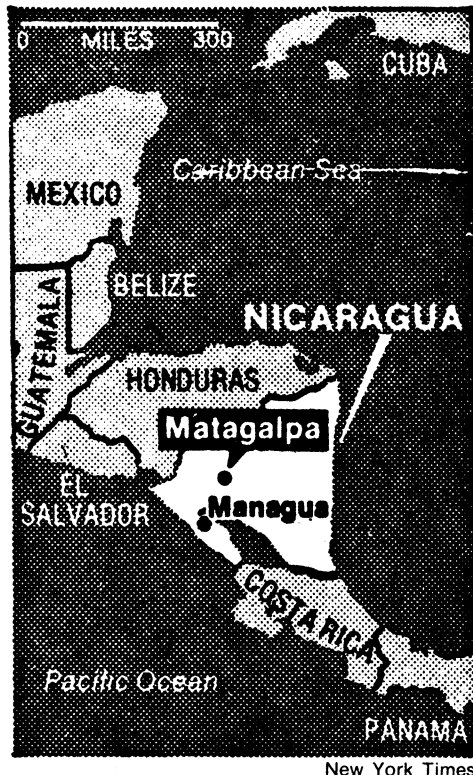 0 MILES 300
CUBA
Caribbean Sea
MEXICO
BELIZE
GUATEMALA
NICARAGUA
HONDURAS
Matagalpa
EL
SALVADOR
Managua
COSTA RICA
Pacific Ocean
PANAMA
New York Times